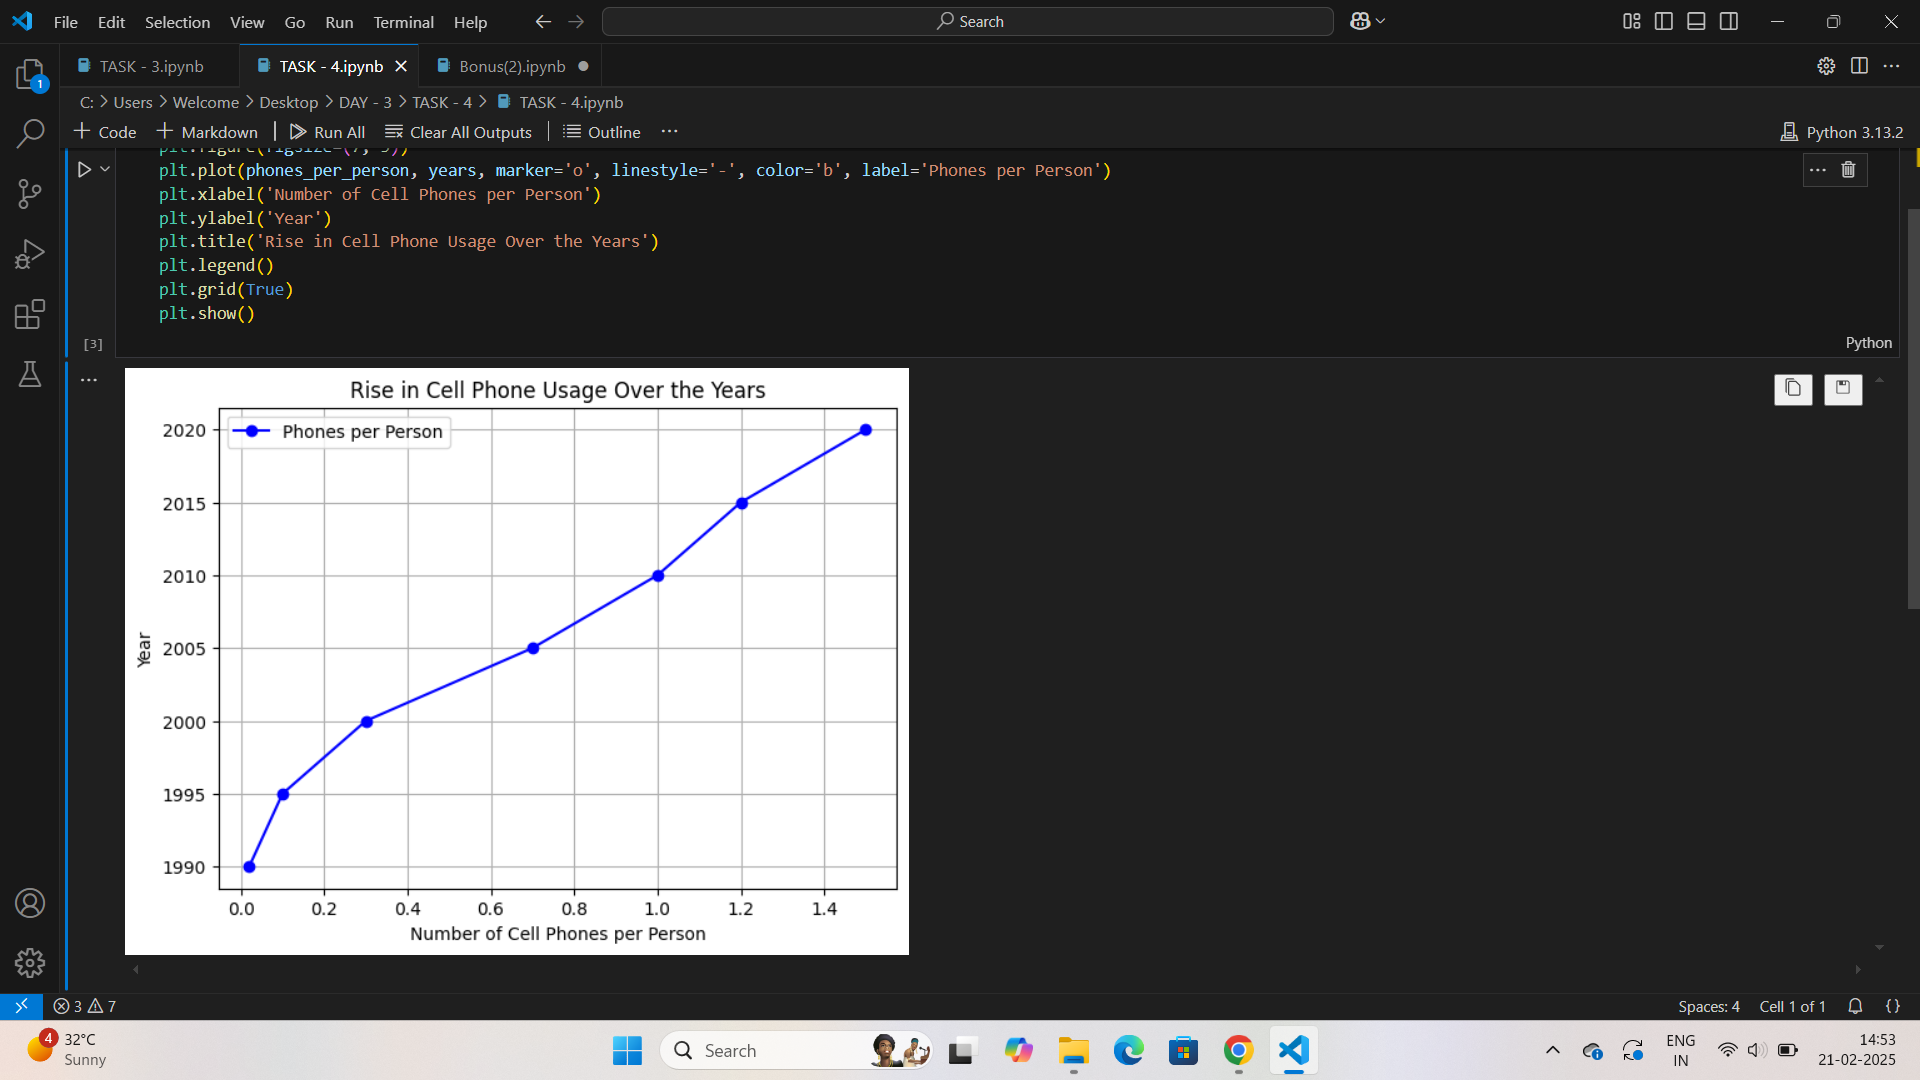 File Edit Selection View Go Run Terminal Help
Search
TASK - 3.ipynb
TASK - 4.ipynb
Bonus(2).ipynb
C: > Users > Welcome > Desktop > DAY - 3 > TASK - 4 > TASK - 4.ipynb
+ Code + Markdown | Run All Clear All Outputs | Outline ...
Python 3.13.2
plt.figure(figsize=(7, 5))
plt.plot(phones_per_person, years, marker='o', linestyle='-', color='b', label='Phones per Person')
plt.xlabel('Number of Cell Phones per Person')
plt.ylabel('Year')
plt.title('Rise in Cell Phone Usage Over the Years')
plt.legend()
plt.grid(True)
plt.show()
[3]
Python
Rise in Cell Phone Usage Over the Years
Phones per Person
2020
2015
2010
2005
2000
1995
1990
Year
0.0 0.2 0.4 0.6 0.8 1.0 1.2 1.4
Number of Cell Phones per Person
1
3 7
Spaces: 4 Cell 1 of 1 {}
4
32°C
Sunny
Search
ENG
IN
14:53
21-02-2025